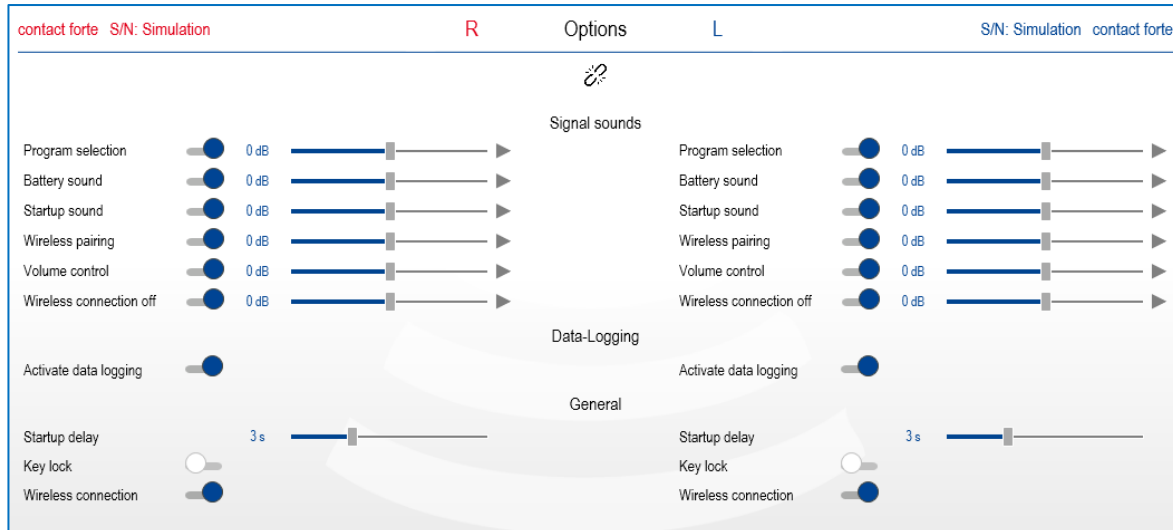 contact forte S/N: Simulation R Options L S/N: Simulation contact forte
Signal sounds
Program selection 0 dB Program selection 0 dB
Battery sound 0 dB Battery sound 0 dB
Startup sound 0 dB Startup sound 0 dB
Wireless pairing 0 dB Wireless pairing 0 dB
Volume control 0 dB Volume control 0 dB
Wireless connection off 0 dB Wireless connection off 0 dB
Data-Logging
Activate data logging Activate data logging
General
Startup delay 3 s Startup delay 3 s
Key lock Key lock
Wireless connection Wireless connection